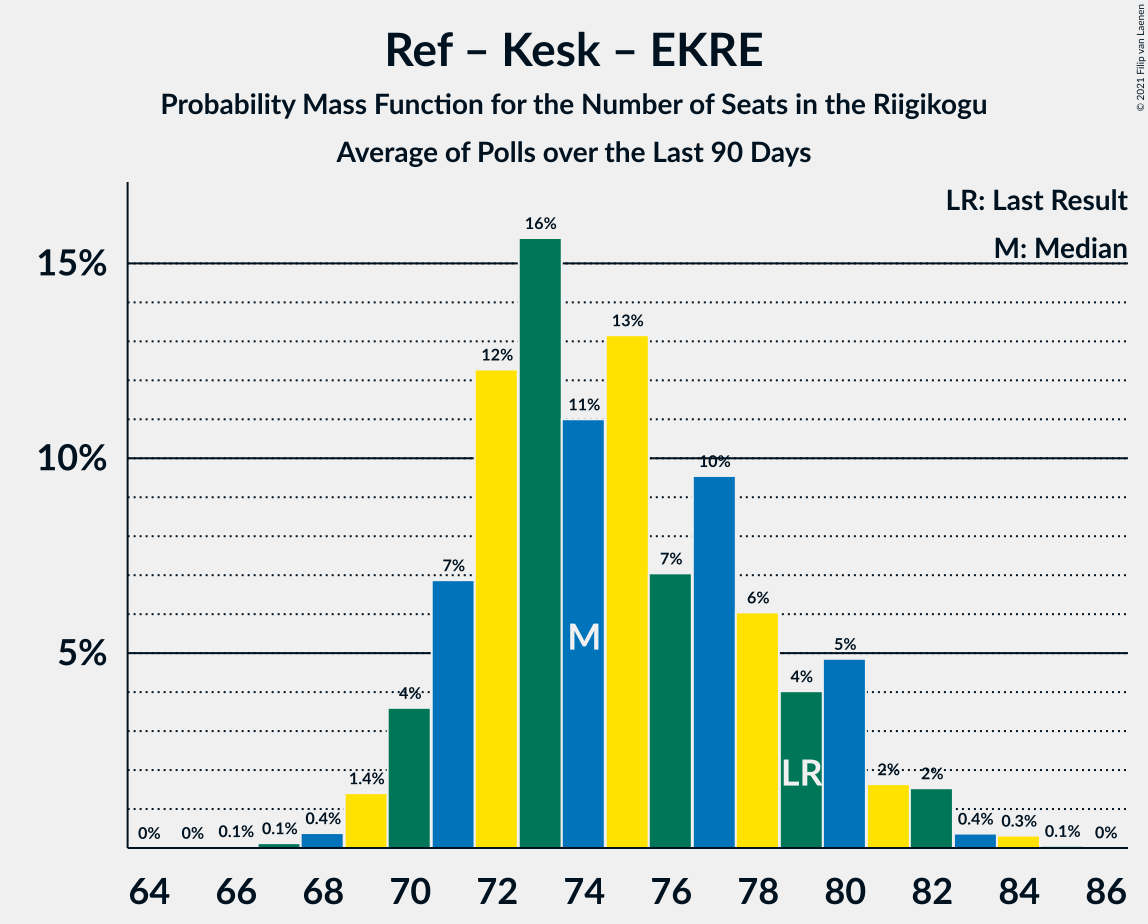 Ref – Kesk – EKRE
Probability Mass Function for the Number of Seats in the Riigikogu
Average of Polls over the Last 90 Days
© 2021 Filip van Laenen
LR: Last Result
M: Median
15%
10%
5%
0%
0%
0.1%
0.1%
0.4%
1.4%
4%
7%
12%
16%
11%
13%
7%
10%
6%
4%
5%
2%
2%
0.4%
0.3%
0.1%
0%
M
LR
64 66 68 70 72 74 76 78 80 82 84 86